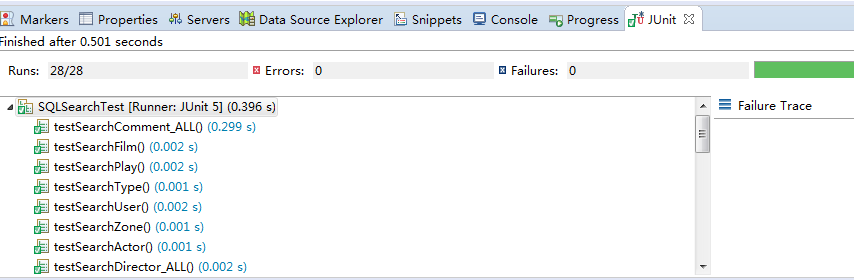 Markers Properties Servers Data Source Explorer Snippets Console Progress JUnit
Finished after 0.501 seconds
Runs: 28/28 Errors: 0 Failures: 0
SQLSearchTest [Runner: JUnit 5] (0.396 s) Failure Trace
testSearchComment_ALL() (0.299 s)
testSearchFilm() (0.002 s)
testSearchPlay() (0.002 s)
testSearchType() (0.001 s)
testSearchUser() (0.002 s)
testSearchZone() (0.001 s)
testSearchActor() (0.001 s)
testSearchDirector_ALL() (0.002 s)